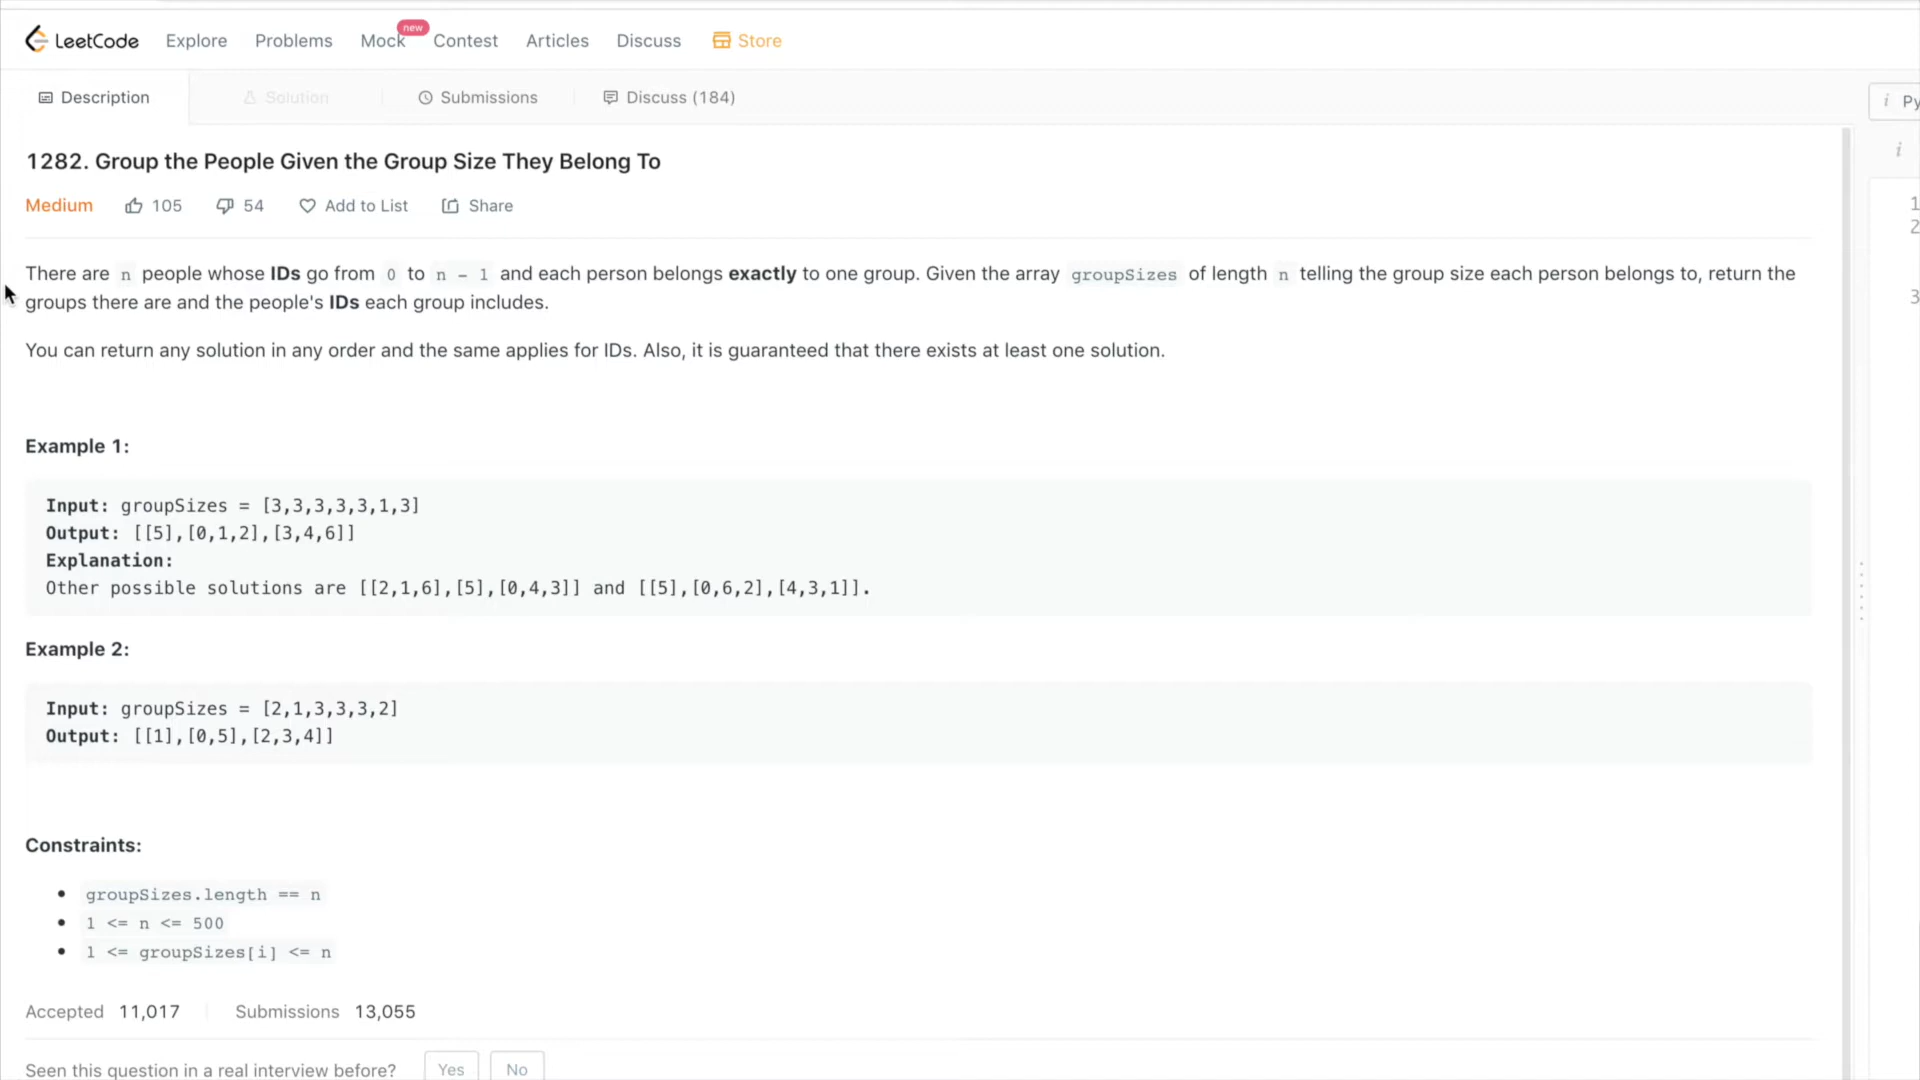 LeetCode Explore Problems Mock new Contest Articles Discuss Store
Description Solution Submissions Discuss (184)
i Py
i
1282. Group the People Given the Group Size They Belong To
Medium 105 54 Add to List Share
1
2
3
There are n people whose IDs go from 0 to n - 1 and each person belongs exactly to one group. Given the array groupSizes of length n telling the group size each person belongs to, return the
groups there are and the people's IDs each group includes.
You can return any solution in any order and the same applies for IDs. Also, it is guaranteed that there exists at least one solution.
Example 1:
Input: groupSizes = [3,3,3,3,3,1,3]
Output: [[5],[0,1,2],[3,4,6]]
Explanation:
Other possible solutions are [[2,1,6],[5],[0,4,3]] and [[5],[0,6,2],[4,3,1]].
Example 2:
Input: groupSizes = [2,1,3,3,3,2]
Output: [[1],[0,5],[2,3,4]]
Constraints:
• groupSizes.length == n
• 1 <= n <= 500
• 1 <= groupSizes[i] <= n
Accepted 11,017 Submissions 13,055
Seen this question in a real interview before? Yes No